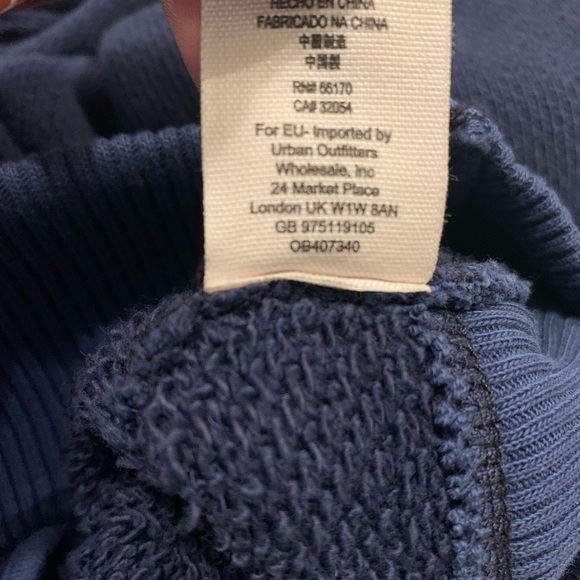 HECHO EN CHINA
FABRICADO NA CHINA
中國制造
中国製
RN# 66170
CA# 32054
For EU- Imported by
Urban Outfitters
Wholesale, Inc
24 Market Place
London UK W1W 8AN
GB 975119105
OB407340